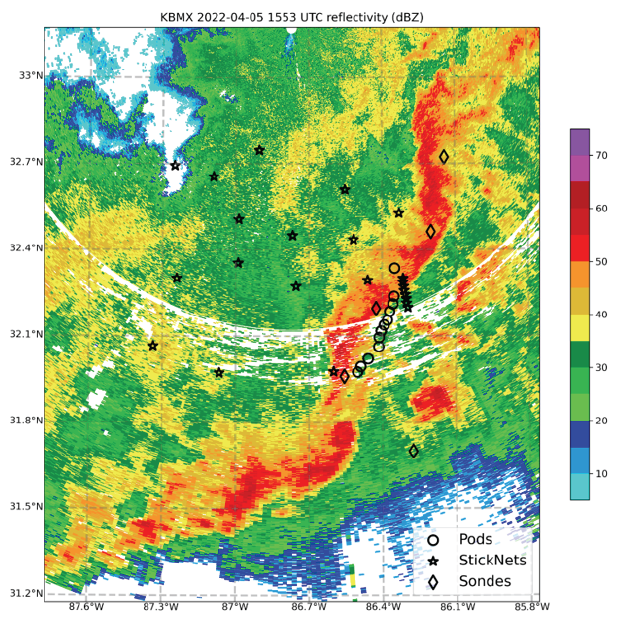 KBMX 2022-04-05 1553 UTC reflectivity (dBZ)
33°N
32.7°N
32.4°N
32.1°N
31.8°N
31.5°N
31.2°N
87.6°W
87.3°W
87°W
86.7°W
86.4°W
86.1°W
85.8°W
Pods
StickNets
Sondes
70
60
50
40
30
20
10